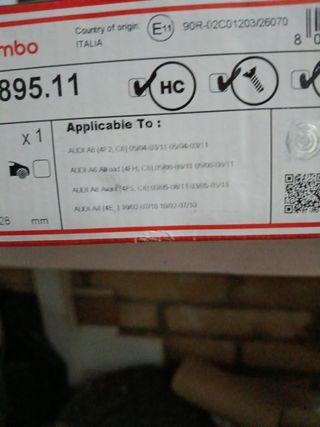 mbo
Country of origin:
ITALIA
E11
90R-02C01203/26070
895.11
HC
x 1
Applicable To :
AUDI A6 (4F2, C6) 05/04-03/11 05/04-03/11
AUDI A6 Allroad (4FH, C6) 05/06-08/11 05/06-08/11
AUDI A6 Avant (4F5, C6) 03/05-08/11 03/05-08/11
AUDI A8 (4E_) 10/02-07/10 10/02-07/10
28 mm
8 0